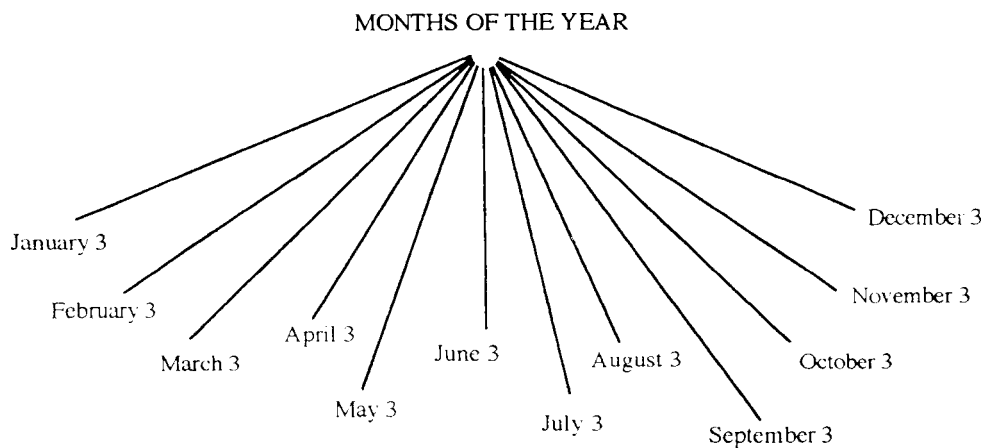 MONTHS OF THE YEAR
January 3
February 3
March 3
April 3
May 3
June 3
July 3
August 3
September 3
October 3
November 3
December 3